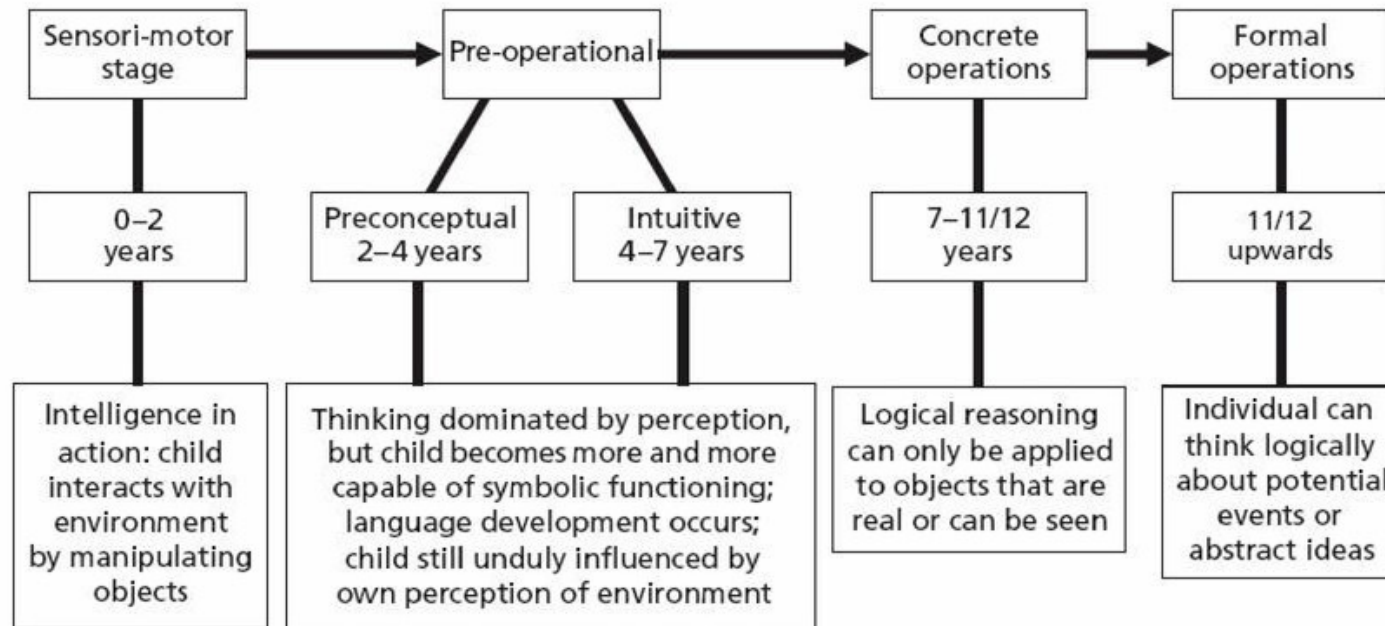 Sensori-motor
stage
Pre-operational
Concrete
operations
Formal
operations
0–2
years
Preconceptual
2–4 years
Intuitive
4–7 years
7–11/12
years
11/12
upwards
Intelligence in
action: child
interacts with
environment
by manipulating
objects
Thinking dominated by perception,
but child becomes more and more
capable of symbolic functioning;
language development occurs;
child still unduly influenced by
own perception of environment
Logical reasoning
can only be applied
to objects that are
real or can be seen
Individual can
think logically
about potential
events or
abstract ideas